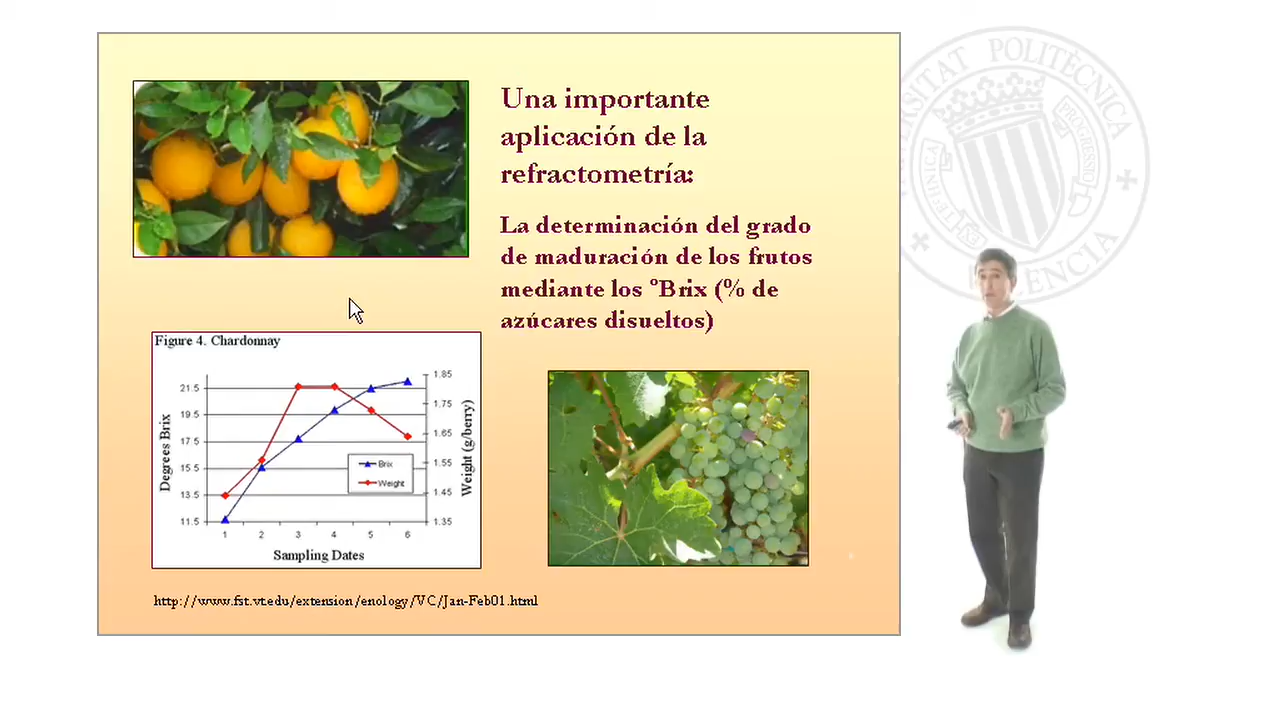 Una importante
aplicación de la
refractometría:
La determinación del grado
de maduración de los frutos
mediante los ºBrix (% de
azúcares disueltos)
Figure 4. Chardonnay
Degrees Brix
21.5
19.5
17.5
15.5
13.5
11.5
1.85
1.75
1.65
1.55
1.45
1.35
Weight (g/berry)
Brix
Weight
1 2 3 4 5 6
Sampling Dates
http://www.fst.vt.edu/extension/enology/VC/Jan-Feb01.html
POLITÈCNICA
TECHNICA
PROGRESSIO